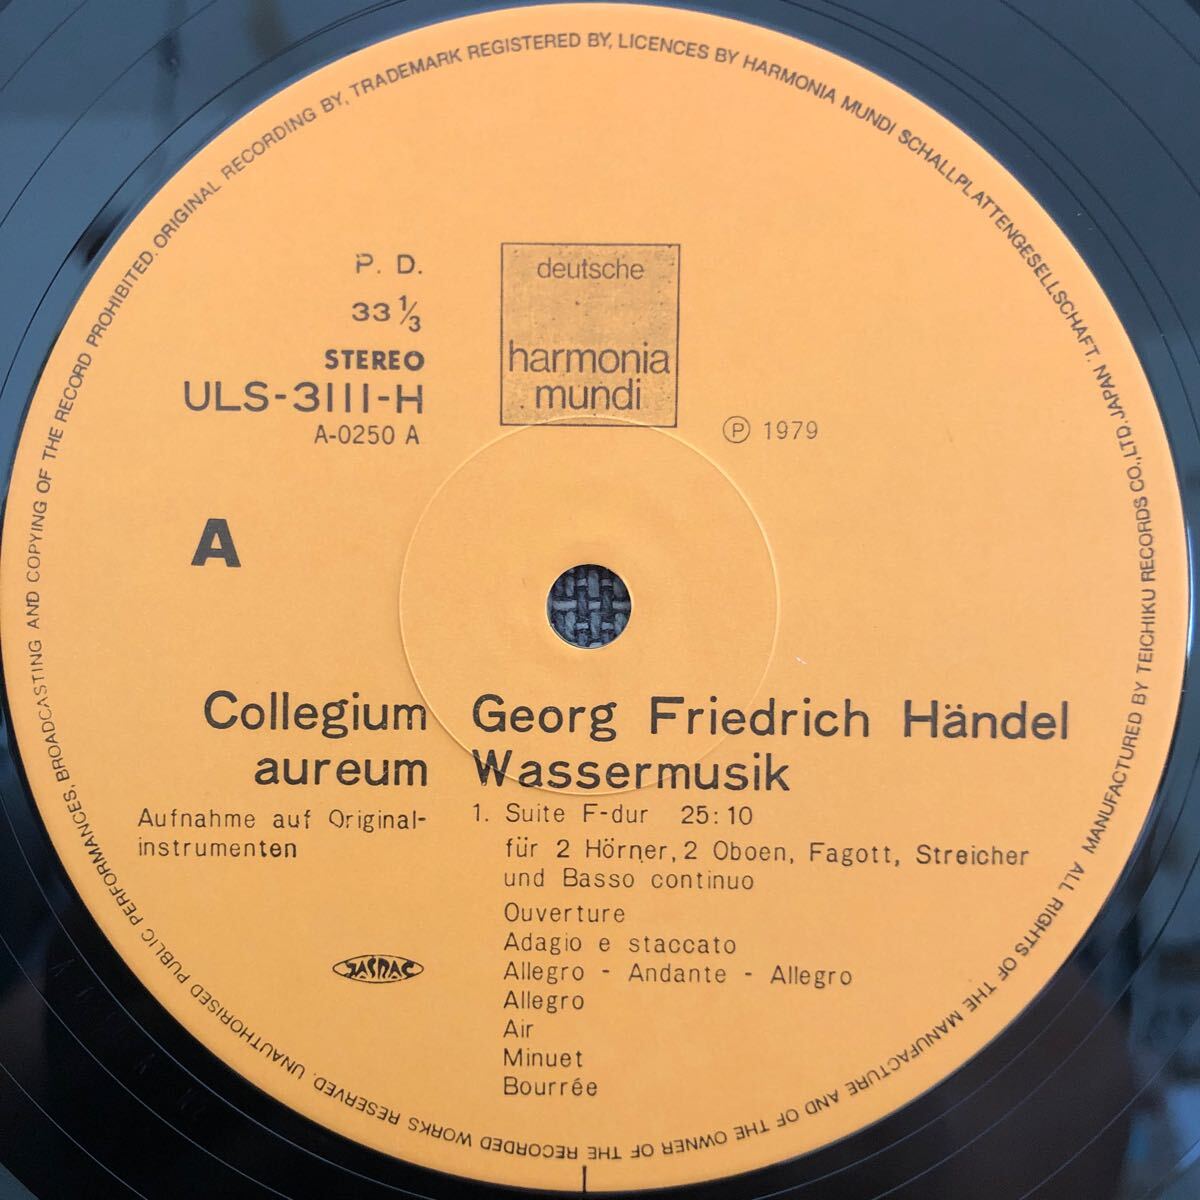 ORIGINAL RECORDING BY, TRADEMARK REGISTERED BY, LICENCES BY HARMONIA MUNDI SCHALLPLATTENGESELLSCHAFT. JAPAN
MANUFACTURED BY TEICHIKU RECORDS CO.,LTD. ALL RIGHTS OF THE MANUFACTURE AND OF THE OWNER OF THE RECORDED WORKS RESERVED. UNAUTHORISED PUBLIC PERFORMANCES, BROADCASTING AND COPYING OF THE RECORD PROHIBITED.
P. D.
33 1/3
STEREO
ULS-3111-H
A-0250 A
deutsche
harmonia
mundi
Ⓟ 1979
A
Collegium
aureum
Aufnahme auf Original-
instrumenten
JASRAC
Georg Friedrich Händel
Wassermusik
1. Suite F-dur 25:10
für 2 Hörner, 2 Oboen, Fagott, Streicher
und Basso continuo
Ouverture
Adagio e staccato
Allegro - Andante - Allegro
Allegro
Air
Minuet
Bourrée